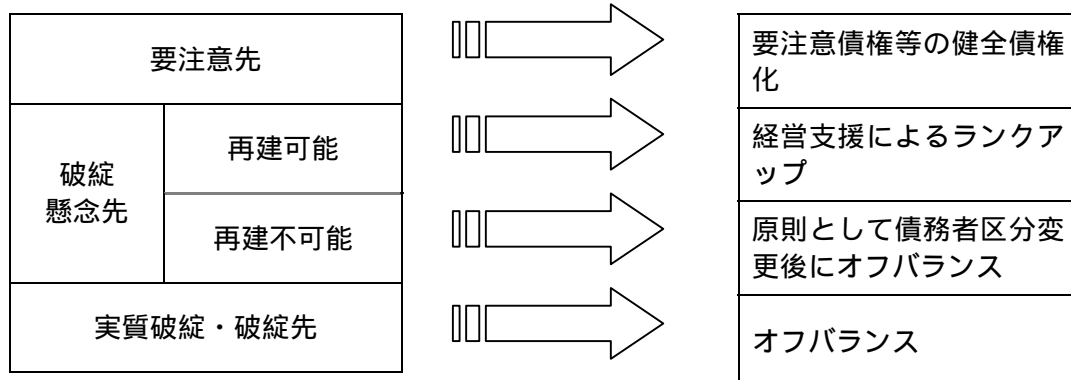 要注意先
破綻
懸念先
再建可能
再建不可能
実質破綻・破綻先
要注意債権等の健全債権
化
経営支援によるランクア
ップ
原則として債務者区分変
更後にオフバランス
オフバランス